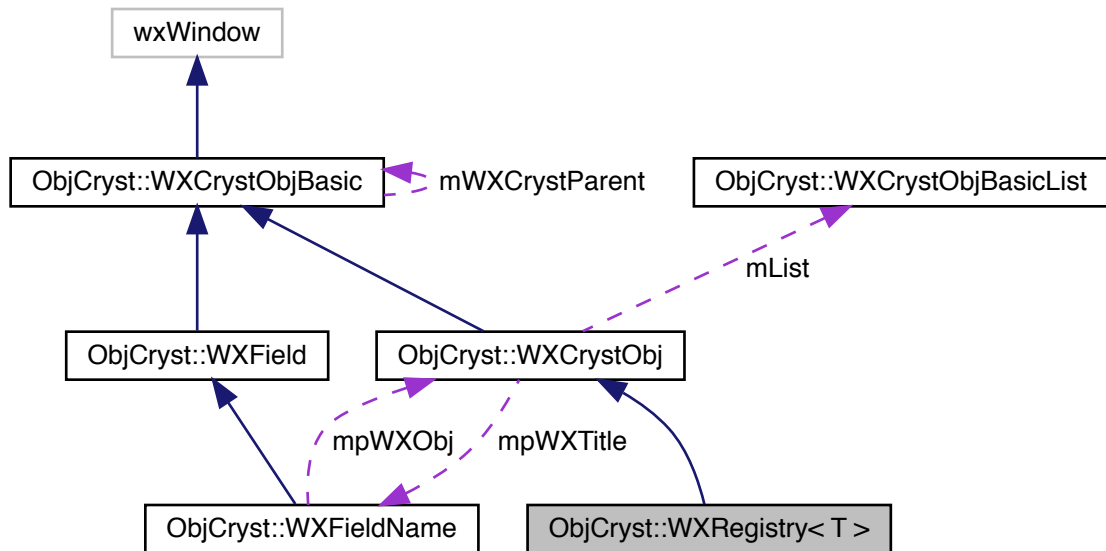 wxWindow
ObjCryst::WXCrystObjBasic
mWXCrystParent
ObjCryst::WXCrystObjBasicList
mList
ObjCryst::WXField
ObjCryst::WXCrystObj
mpWXObj
mpWXTitle
ObjCryst::WXFieldName
ObjCryst::WXRegistry< T >